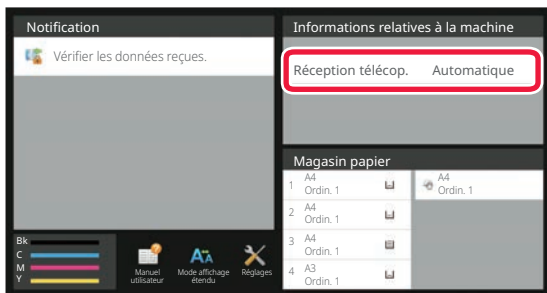 Notification
Vérifier les données reçues.
Informations relatives à la machine
Réception télécop. Automatique
Magasin papier
1 A4
Ordin. 1
A4
Ordin. 1
2 A4
Ordin. 1
3 A4
Ordin. 1
4 A3
Ordin. 1
Bk
C
M
Y
Manuel
utilisateur
Mode affichage
étendu
Réglages